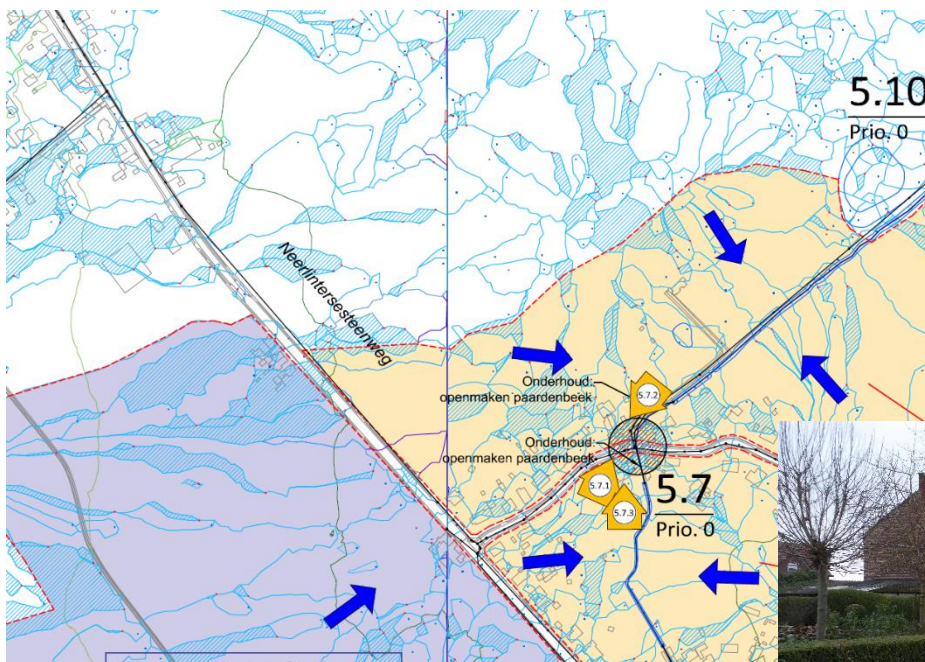 5.10
Prio. 0
Neerlintersesteenweg
Onderhoud:
openmaken paardenbeek
5.7.2
Onderhoud:
openmaken paardenbeek
5.7.1
5.7
5.7.3
Prio. 0